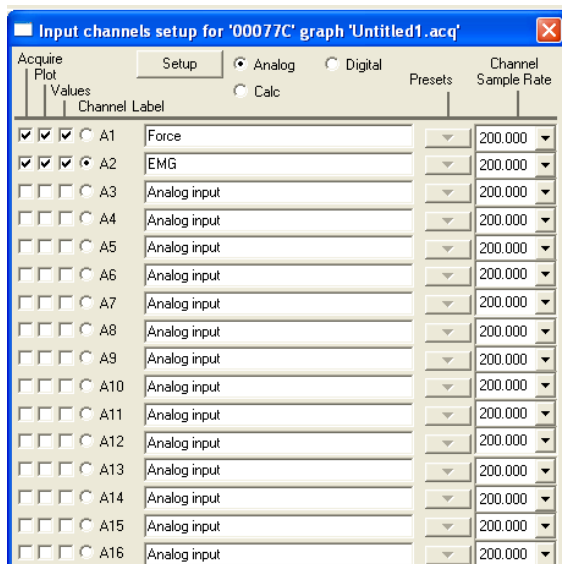 Input channels setup for '00077C' graph 'Untitled1.acq'
Acquire
Plot
Values
Channel Label
Setup
Analog
Digital
Calc
Presets
Channel
Sample Rate
A1 Force 200.000
A2 EMG 200.000
A3 Analog input 200.000
A4 Analog input 200.000
A5 Analog input 200.000
A6 Analog input 200.000
A7 Analog input 200.000
A8 Analog input 200.000
A9 Analog input 200.000
A10 Analog input 200.000
A11 Analog input 200.000
A12 Analog input 200.000
A13 Analog input 200.000
A14 Analog input 200.000
A15 Analog input 200.000
A16 Analog input 200.000